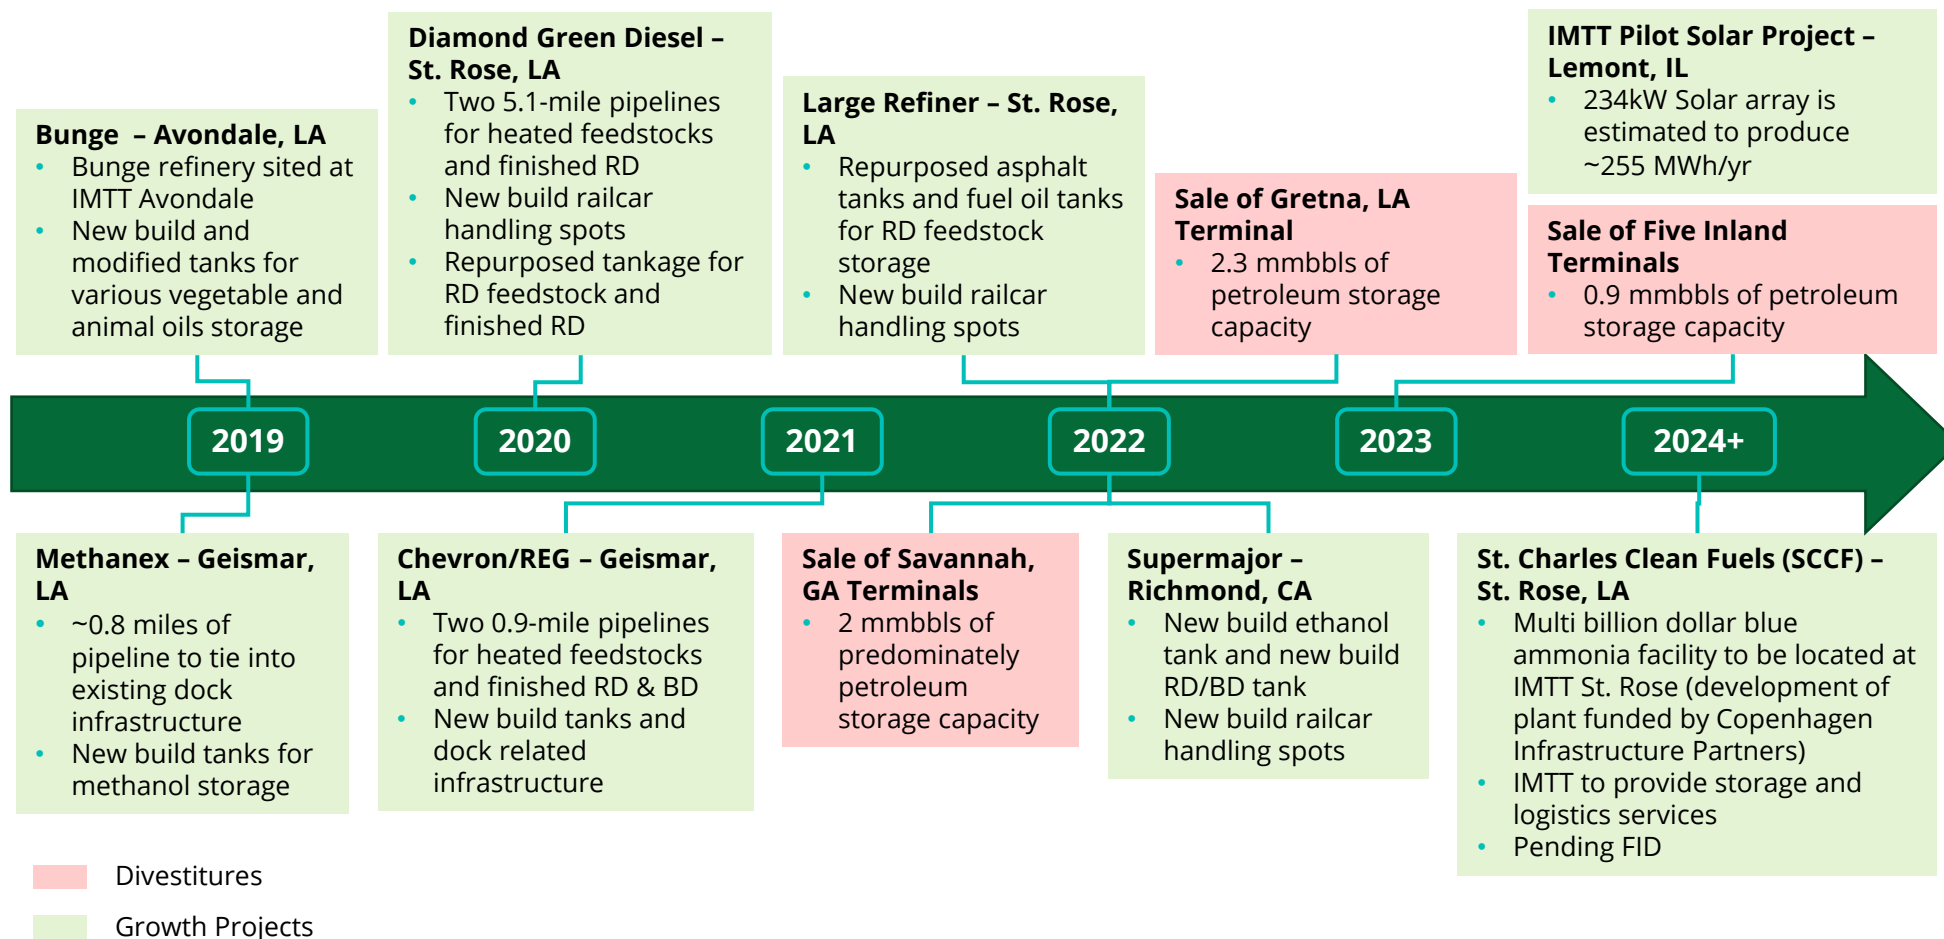 Bunge  – Avondale, LA
• Bunge refinery sited at
IMTT Avondale
• New build and
modified tanks for
various vegetable and
animal oils storage
Diamond Green Diesel –
St. Rose, LA
• Two 5.1-mile pipelines
for heated feedstocks
and finished RD
• New build railcar
handling spots
• Repurposed tankage for
RD feedstock and
finished RD
Large Refiner – St. Rose,
LA
• Repurposed asphalt
tanks and fuel oil tanks
for RD feedstock
storage
• New build railcar
handling spots
Sale of Gretna, LA
Terminal
• 2.3 mmbbls of
petroleum storage
capacity
IMTT Pilot Solar Project –
Lemont, IL
• 234kW Solar array is
estimated to produce
~255 MWh/yr
Sale of Five Inland
Terminals
• 0.9 mmbbls of petroleum
storage capacity
2019
2020
2021
2022
2023
2024+
Methanex – Geismar,
LA
• ~0.8 miles of
pipeline to tie into
existing dock
infrastructure
• New build tanks for
methanol storage
Chevron/REG – Geismar,
LA
• Two 0.9-mile pipelines
for heated feedstocks
and finished RD & BD
• New build tanks and
dock related
infrastructure
Sale of Savannah,
GA Terminals
• 2 mmbbls of
predominately
petroleum
storage capacity
Supermajor –
Richmond, CA
• New build ethanol
tank and new build
RD/BD tank
• New build railcar
handling spots
St. Charles Clean Fuels (SCCF) –
St. Rose, LA
• Multi billion dollar blue
ammonia facility to be located at
IMTT St. Rose (development of
plant funded by Copenhagen
Infrastructure Partners)
• IMTT to provide storage and
logistics services
• Pending FID
Divestitures
Growth Projects